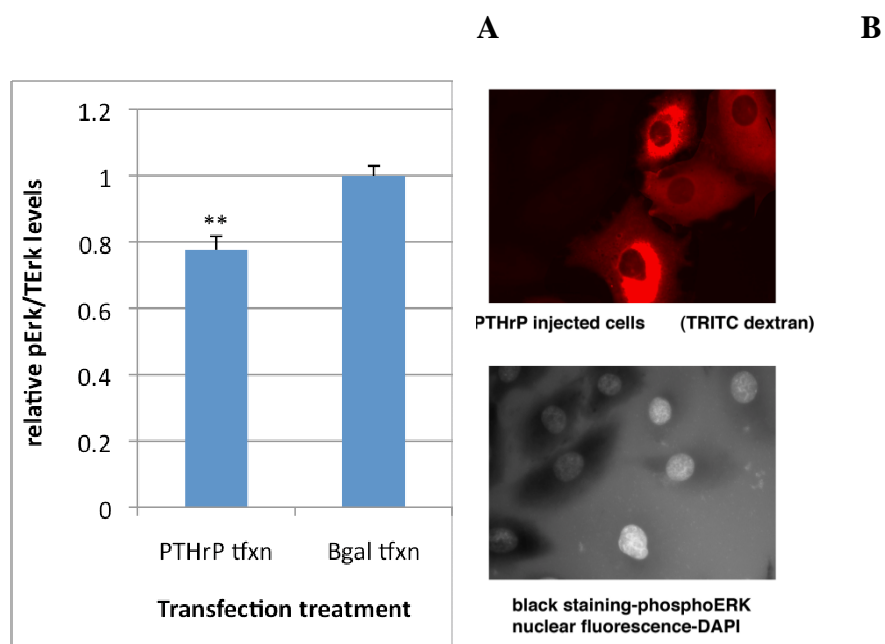 A
B
1.2
1
0.8
0.6
0.4
0.2
0
relative pErk/TErk levels
**
PTHrP tfxn
Bgal tfxn
Transfection treatment
PTHrP injected cells (TRITC dextran)
black staining-phosphoERK
nuclear fluorescence-DAPI